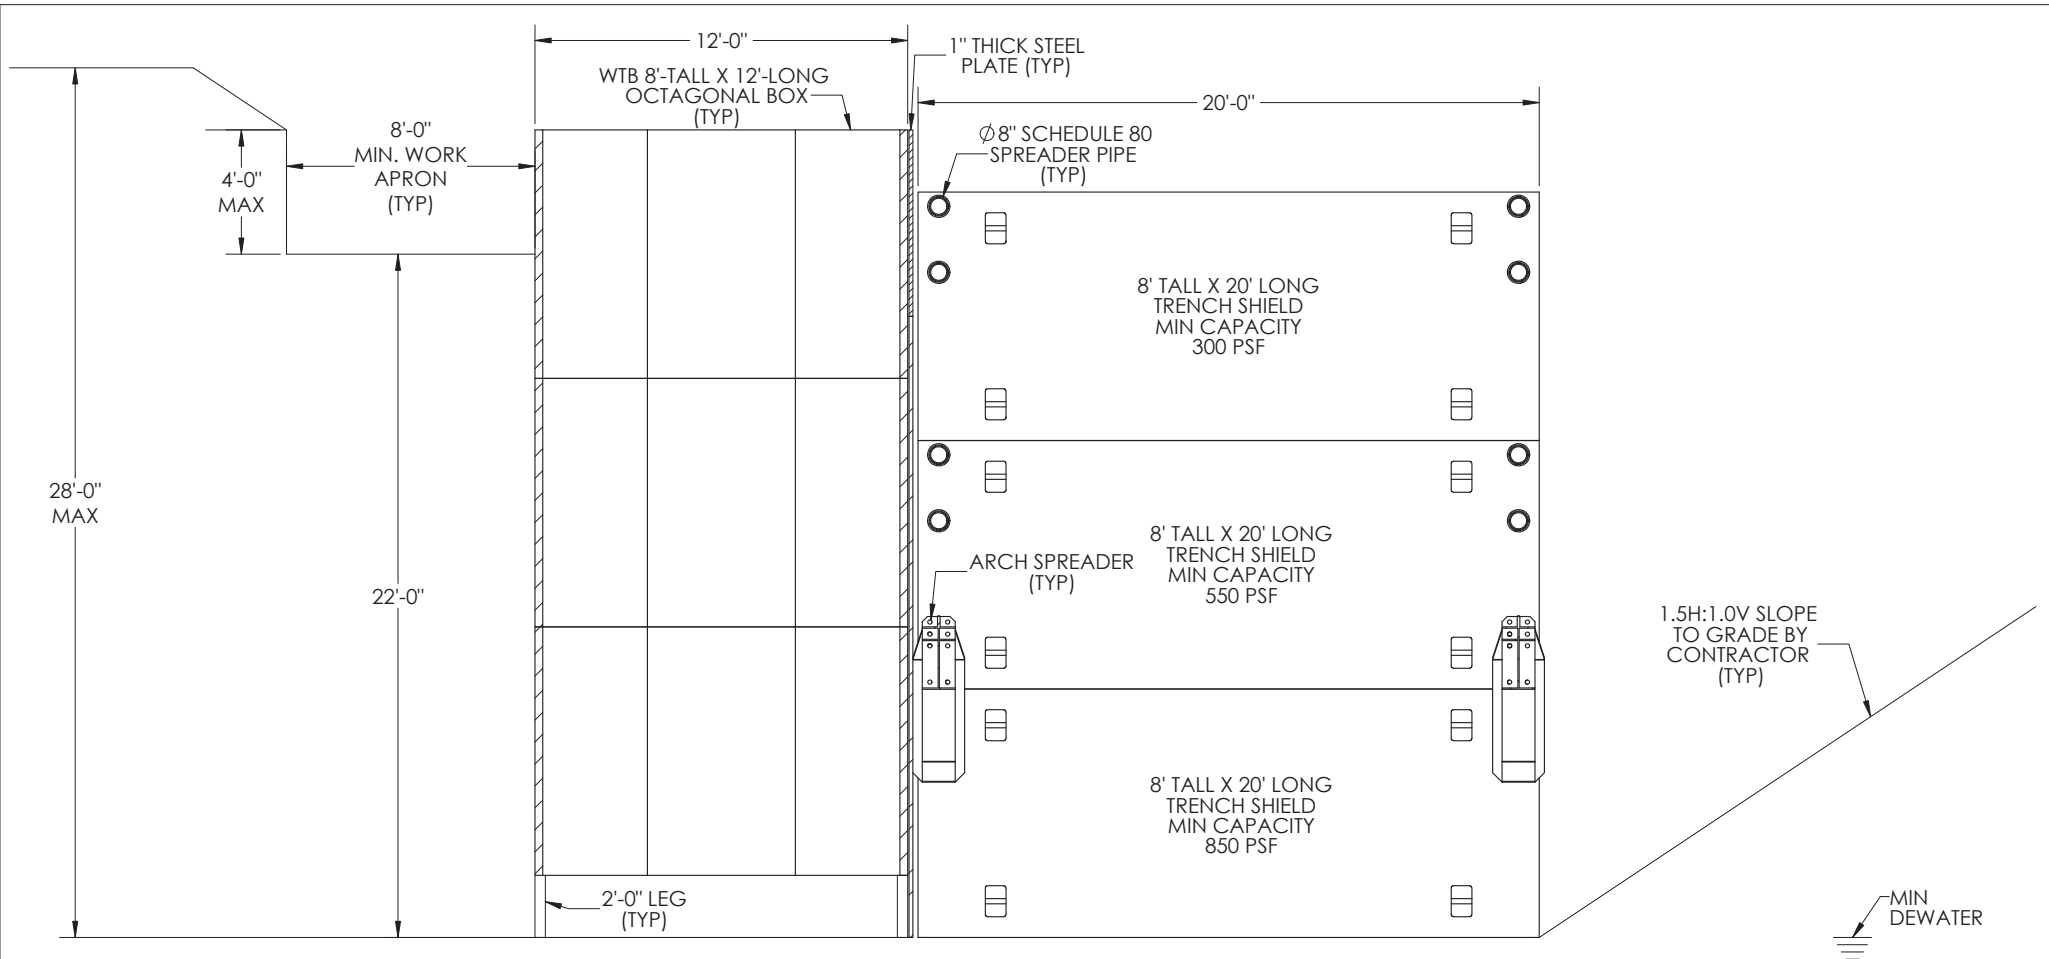 12'-0"
1" THICK STEEL
PLATE (TYP)
WTB 8'-TALL X 12'-LONG
OCTAGONAL BOX
(TYP)
20'-0"
8'-0"
MIN. WORK
APRON
(TYP)
4'-0"
MAX
Ø8" SCHEDULE 80
SPREADER PIPE
(TYP)
8' TALL X 20' LONG
TRENCH SHIELD
MIN CAPACITY
300 PSF
28'-0"
MAX
22'-0"
8' TALL X 20' LONG
TRENCH SHIELD
MIN CAPACITY
550 PSF
ARCH SPREADER
(TYP)
1.5H:1.0V SLOPE
TO GRADE BY
CONTRACTOR
(TYP)
8' TALL X 20' LONG
TRENCH SHIELD
MIN CAPACITY
850 PSF
2'-0" LEG
(TYP)
MIN
DEWATER